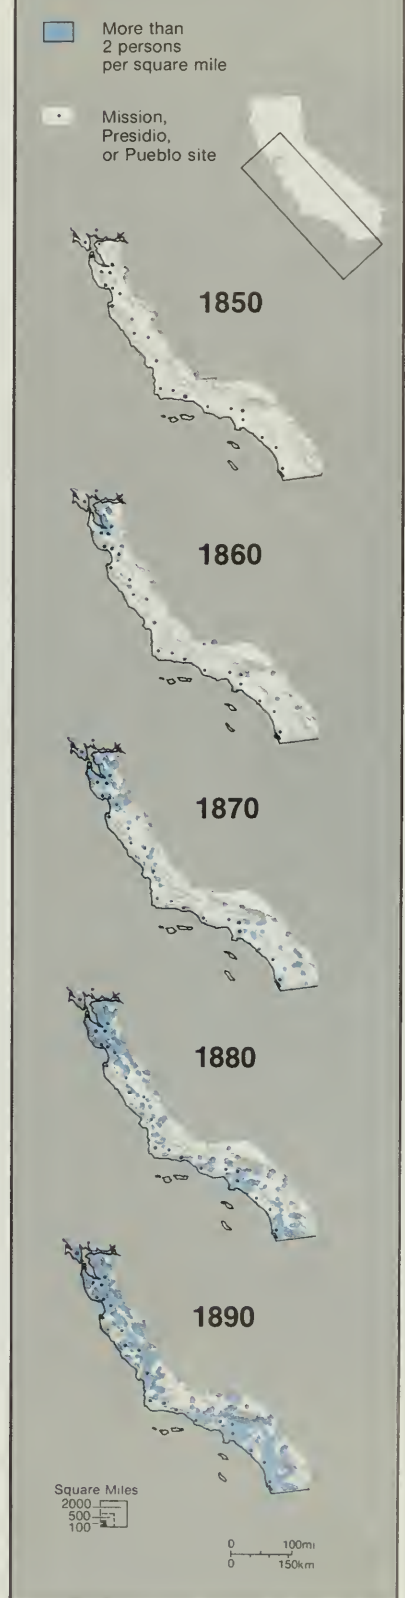 More than
2 persons
per square mile
Mission,
Presidio,
or Pueblo site
1850
1860
1870
1880
1890
Square Miles
2000
500
100
0 100mi
0 150km